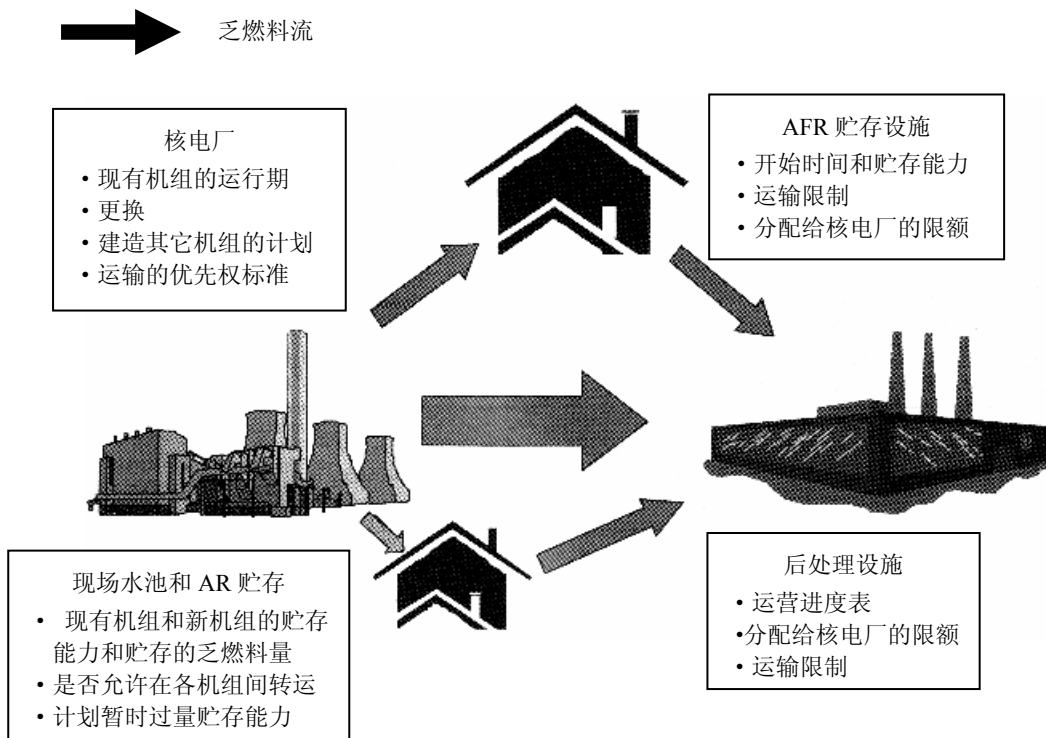 乏燃料流
核电厂
・现有机组的运行期
・更换
・建造其它机组的计划
・运输的优先权标准
AFR 贮存设施
・开始时间和贮存能力
・运输限制
・分配给核电厂的限额
现场水池和 AR 贮存
・ 现有机组和新机组的贮存
能力和贮存的乏燃料量
・是否允许在各机组间转运
・计划暂时过量贮存能力
后处理设施
・运营进度表
•分配给核电厂的限额
・运输限制